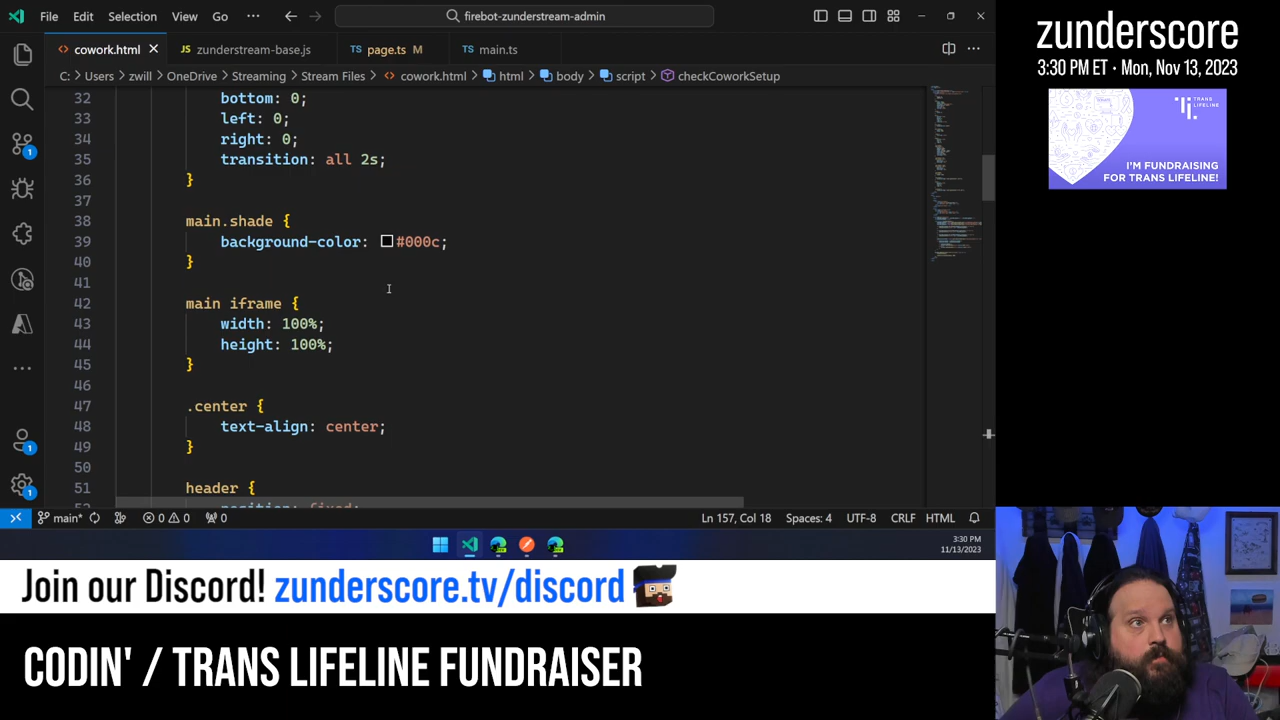 File Edit Selection View Go ··· firebot-zunderstream-admin
cowork.html zunderstream-base.js page.ts M main.ts
C: > Users > zwill > OneDrive > Streaming > Stream Files > cowork.html > html > body > script > checkCoworkSetup
32 bottom: 0;
33 left: 0;
34 right: 0;
35 transition: all 2s;
36 }
37
38 main.shade {
39 background-color: #000c;
40 }
41
42 main iframe {
43 width: 100%;
44 height: 100%;
45 }
46
47 .center {
48 text-align: center;
49 }
50
51 header {
52 position: fixed;
main* 0 0 0 Ln 157, Col 18 Spaces: 4 UTF-8 CRLF HTML
3:30 PM
11/13/2023
zunderscore
3:30 PM ET · Mon, Nov 13, 2023
TRANS
LIFELINE
I'M FUNDRAISING
FOR TRANS LIFELINE!
Join our Discord! zunderscore.tv/discord
CODIN' / TRANS LIFELINE FUNDRAISER